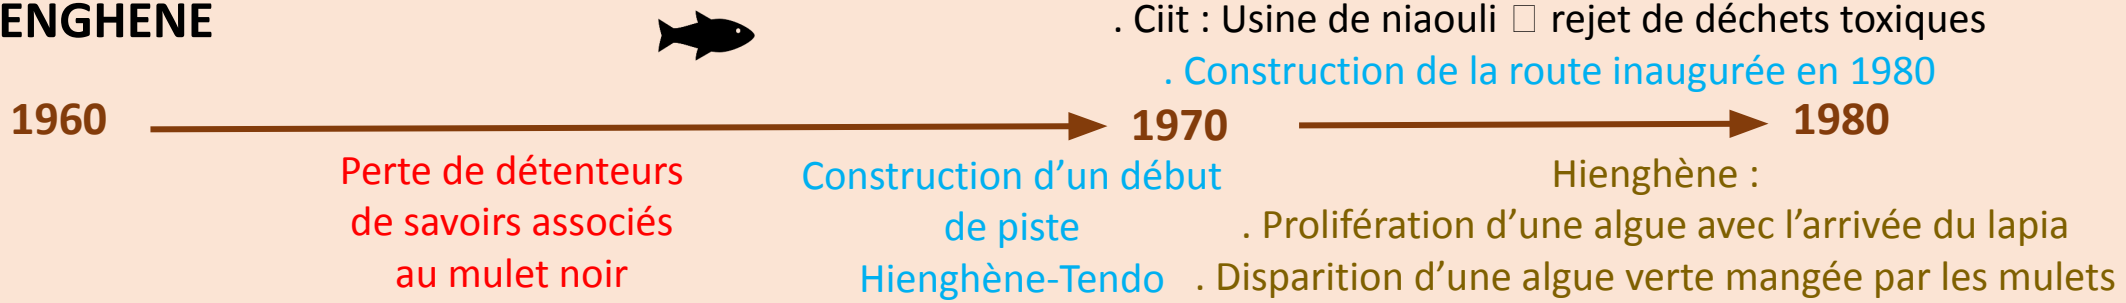 ENGHENE
. Ciit : Usine de niaouli □ rejet de déchets toxiques
. Construction de la route inaugurée en 1980
1960
1970
1980
Perte de détenteurs
de savoirs associés
au mulet noir
Construction d’un début
de piste
Hienghène-Tendo
Hienghène :
. Prolifération d’une algue avec l’arrivée du lapia
. Disparition d’une algue verte mangée par les mulets